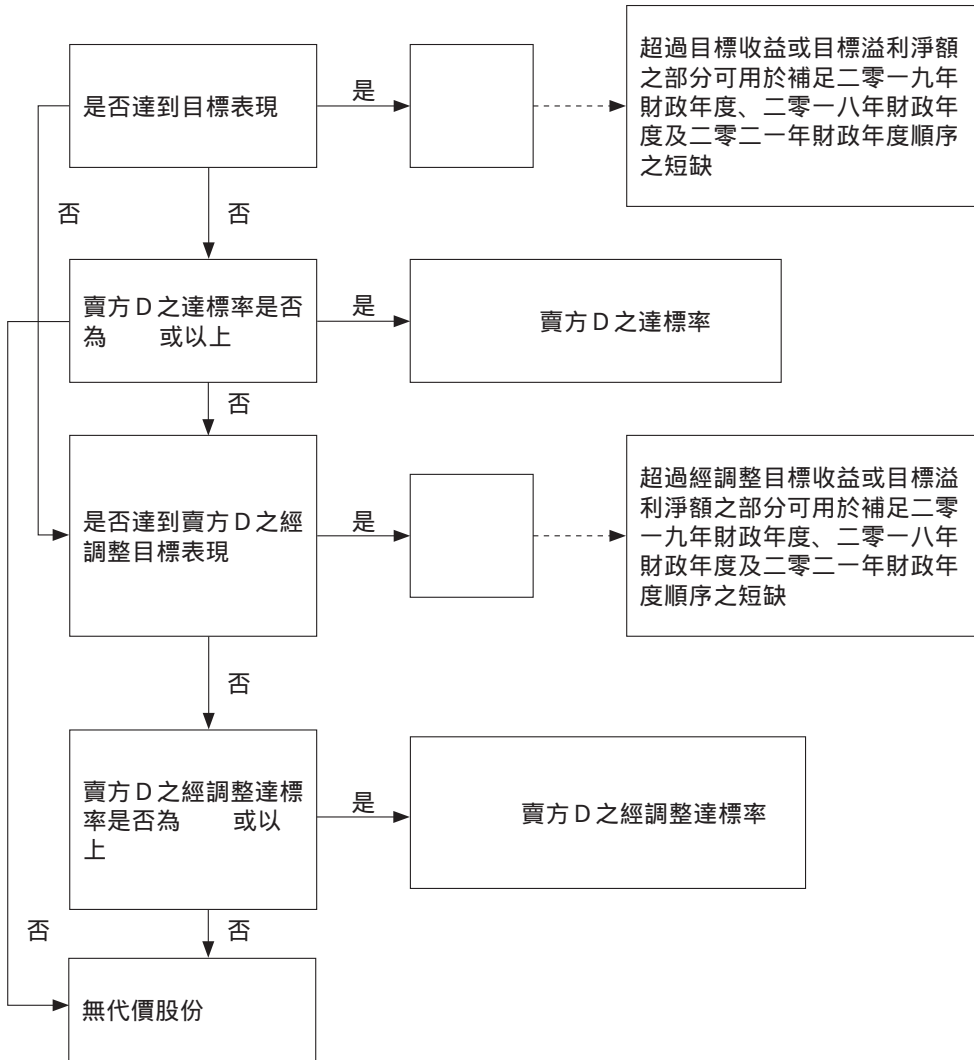 是否達到目標表現
是
超過目標收益或目標溢利淨額
之部分可用於補足二零一九年
財政年度、二零一八年財政年
度及二零二一年財政年度順序
之短缺
否
否
賣方D之達標率是否
為 或以上
是
賣方D之達標率
否
是否達到賣方D之經
調整目標表現
是
超過經調整目標收益或目標溢
利淨額之部分可用於補足二零
一九年財政年度、二零一八年
財政年度及二零二一年財政年
度順序之短缺
否
賣方D之經調整達標
率是否為 或以
上
是
賣方D之經調整達標率
否
否
無代價股份